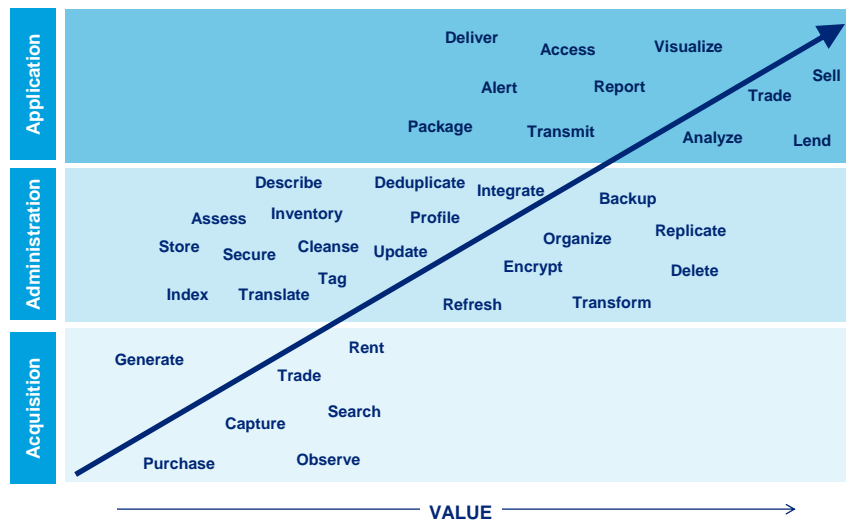 Application
Deliver
Access
Visualize
Sell
Alert
Report
Trade
Package
Transmit
Analyze
Lend
Administration
Describe
Deduplicate
Integrate
Backup
Assess
Inventory
Profile
Store
Secure
Cleanse
Update
Organize
Replicate
Encrypt
Delete
Tag
Index
Translate
Refresh
Transform
Acquisition
Generate
Rent
Trade
Capture
Search
Purchase
Observe
VALUE